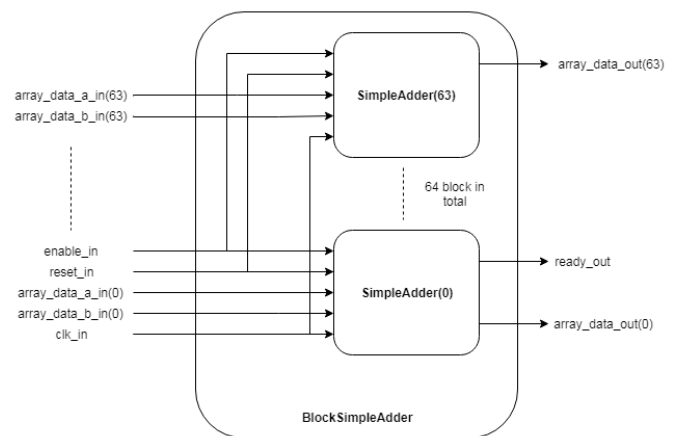 array_data_out(63)
SimpleAdder(63)
array_data_a_in(63)
array_data_b_in(63)
64 block in
total
enable_in
reset_in
array_data_a_in(0)
array_data_b_in(0)
clk_in
SimpleAdder(0)
ready_out
array_data_out(0)
BlockSimpleAdder